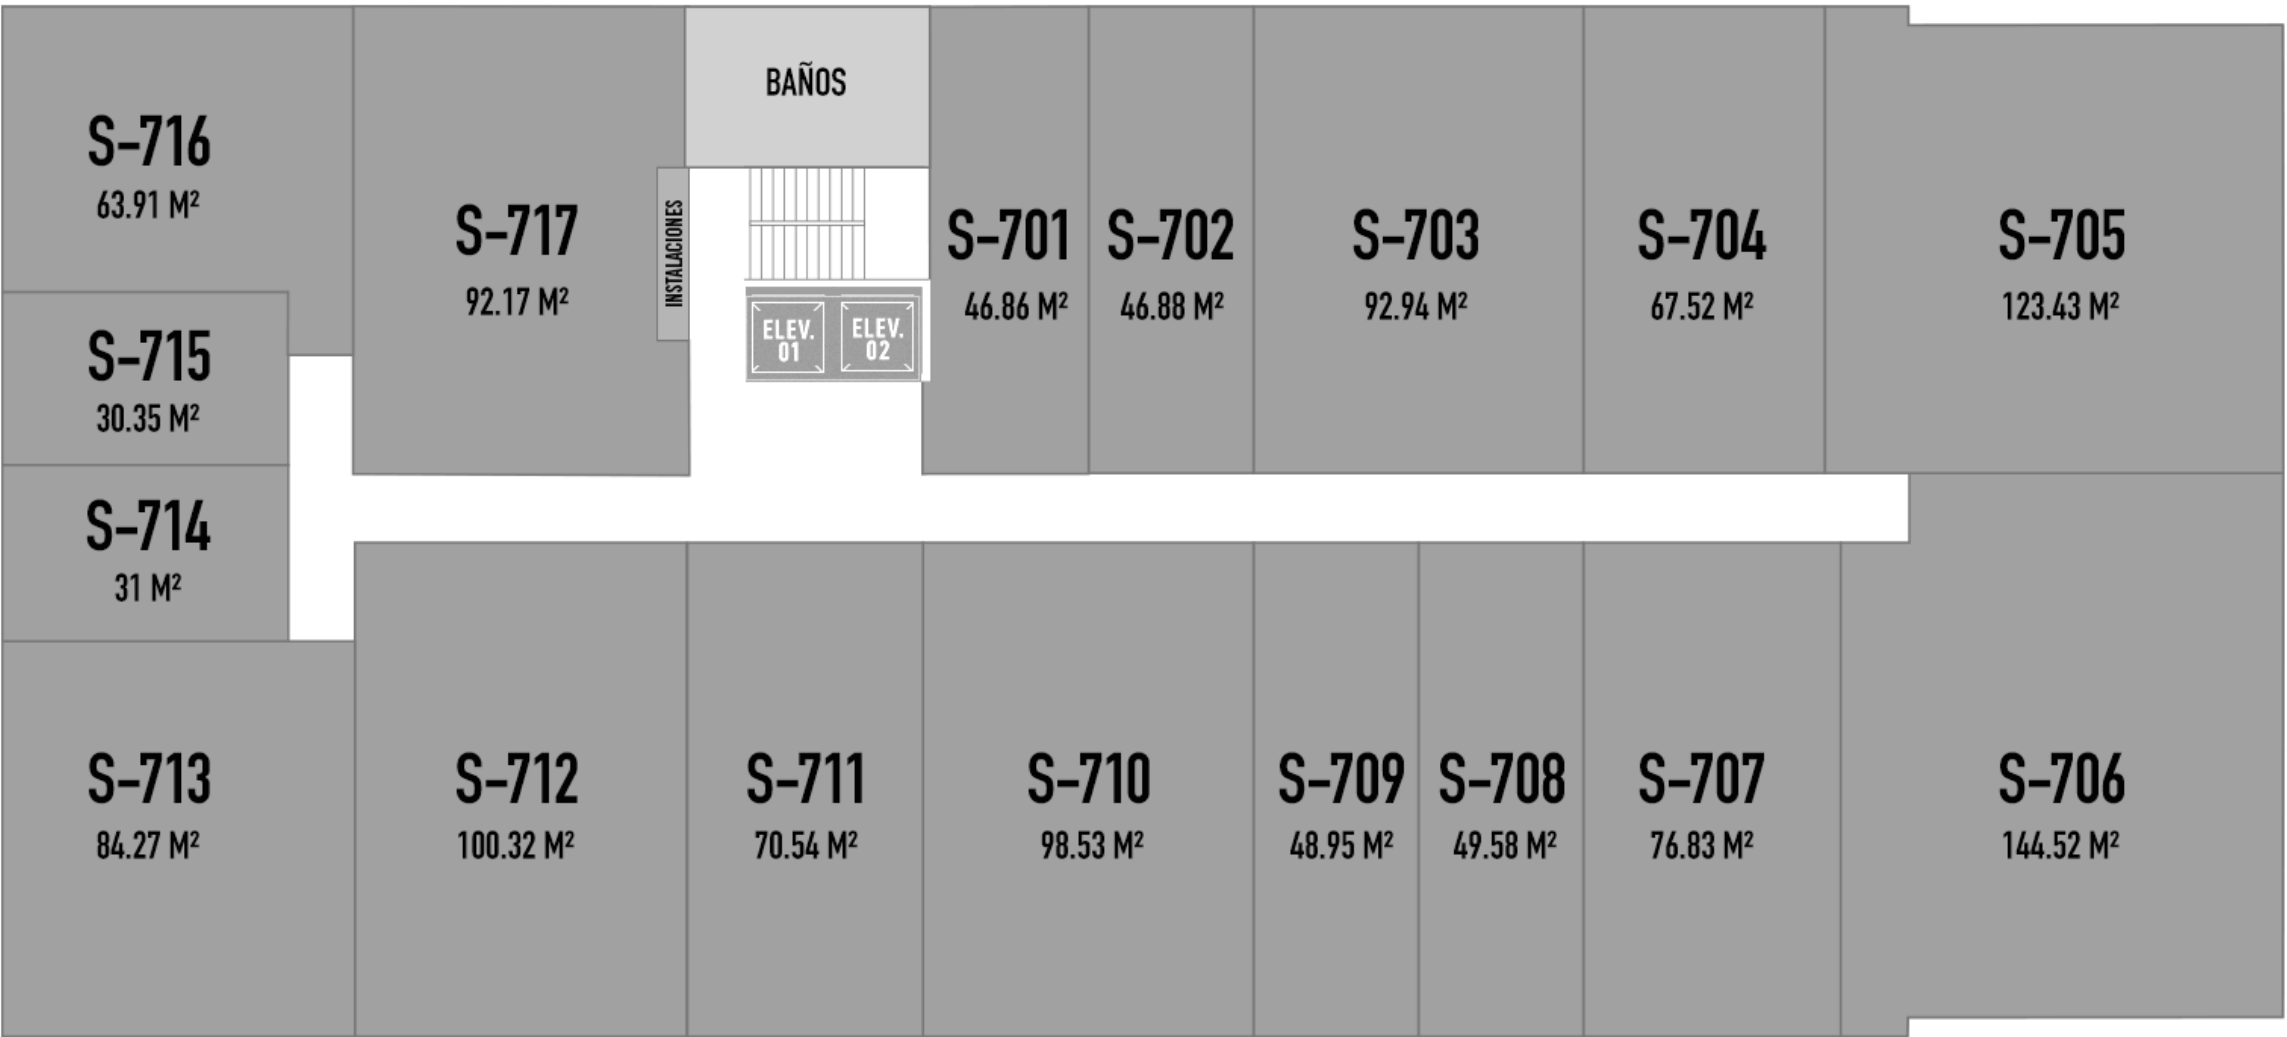 BAÑOS
S-716
63.91 M²
S-717
92.17 M²
INSTALACIONES
ELEV.
01
ELEV.
02
S-701
46.86 M²
S-702
46.88 M²
S-703
92.94 M²
S-704
67.52 M²
S-705
123.43 M²
S-715
30.35 M²
S-714
31 M²
S-713
84.27 M²
S-712
100.32 M²
S-711
70.54 M²
S-710
98.53 M²
S-709
48.95 M²
S-708
49.58 M²
S-707
76.83 M²
S-706
144.52 M²